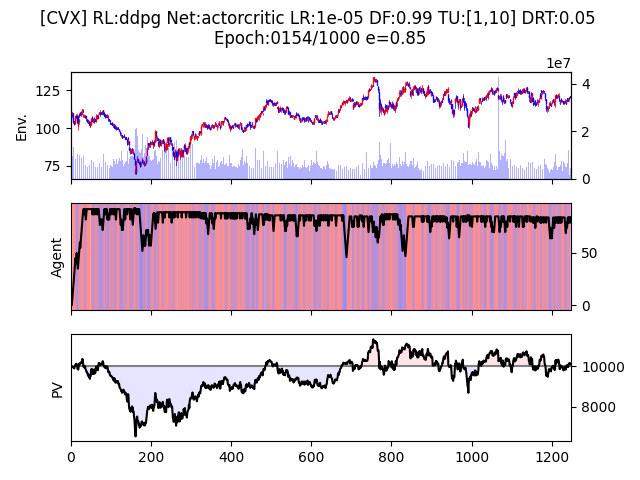 [CVX] RL:ddpg Net:actorcritic LR:1e-05 DF:0.99 TU:[1,10] DRT:0.05
Epoch:0154/1000 e=0.85
1e7
125
100
75
Env.
4
2
0
Agent
50
0
PV
10000
8000
0 200 400 600 800 1000 1200